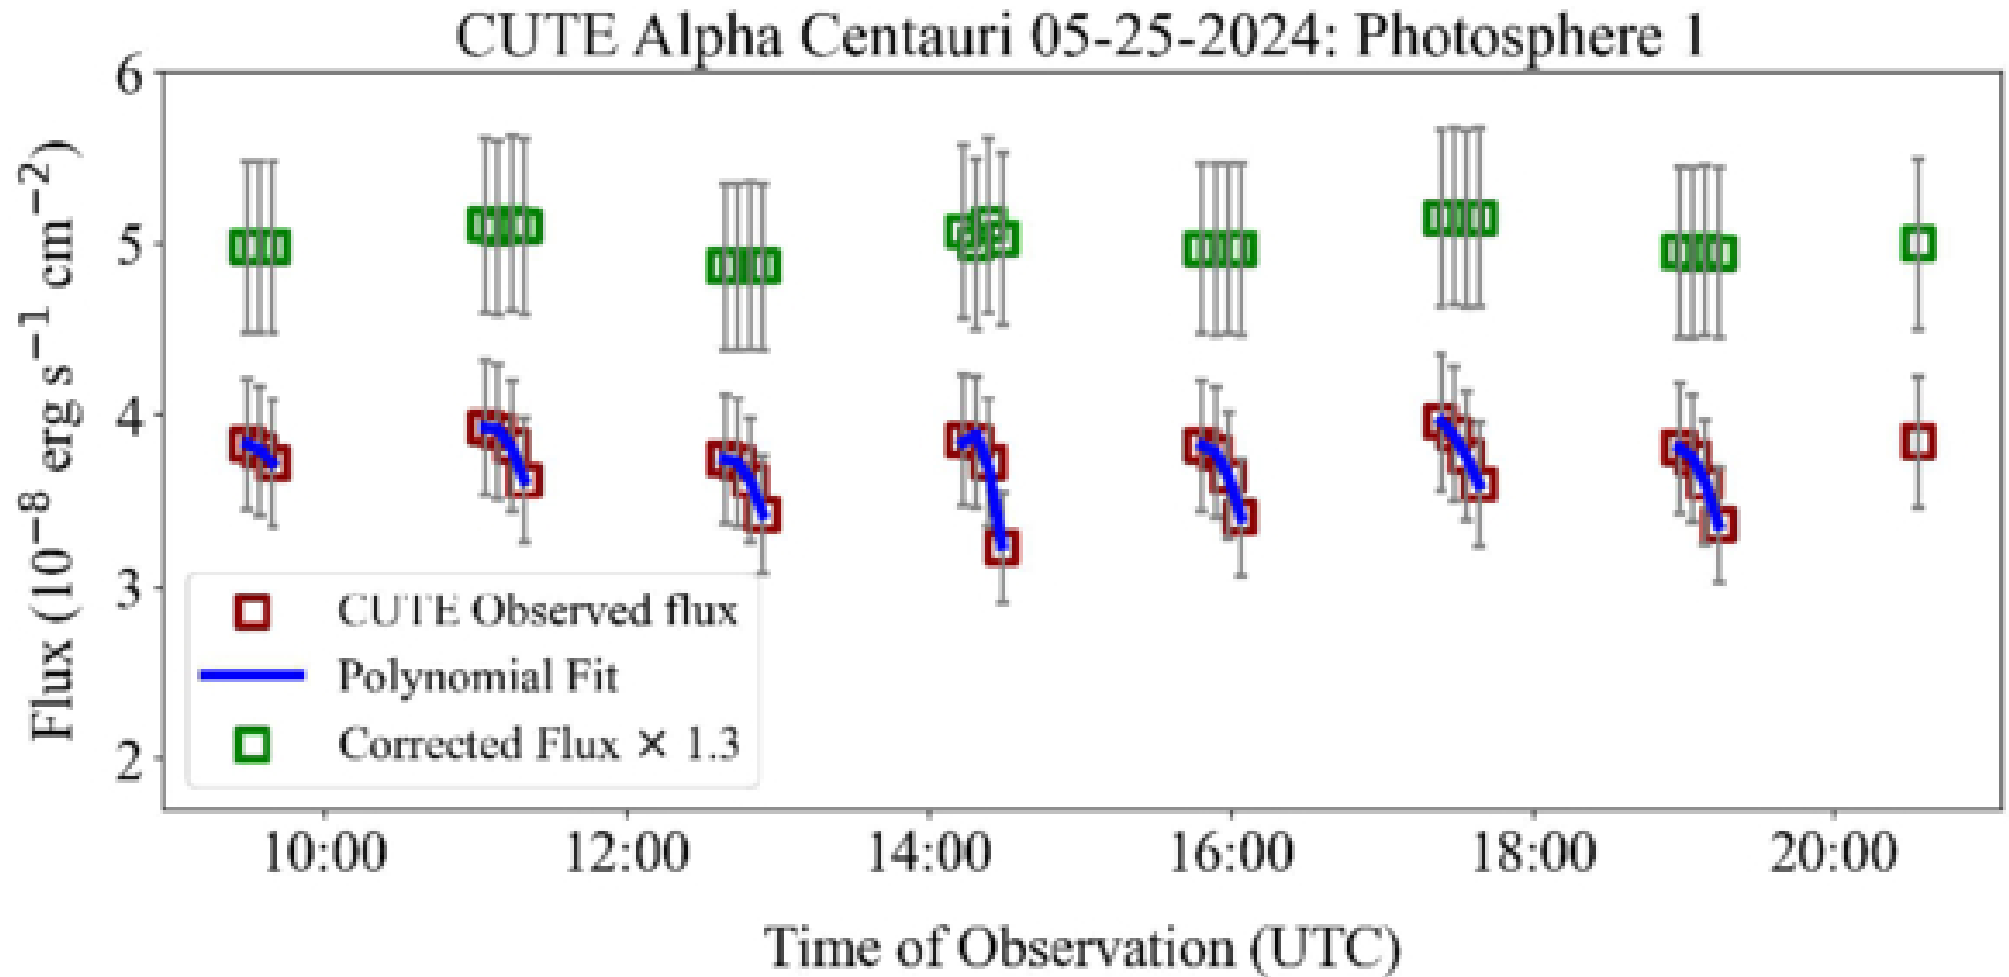 CUTE Alpha Centauri 05-25-2024: Photosphere 1
Flux (10⁻⁸ erg s⁻¹ cm⁻²)
6
5
4
3
2
CUTE Observed flux
Polynomial Fit
Corrected Flux × 1.3
10:00 12:00 14:00 16:00 18:00 20:00
Time of Observation (UTC)